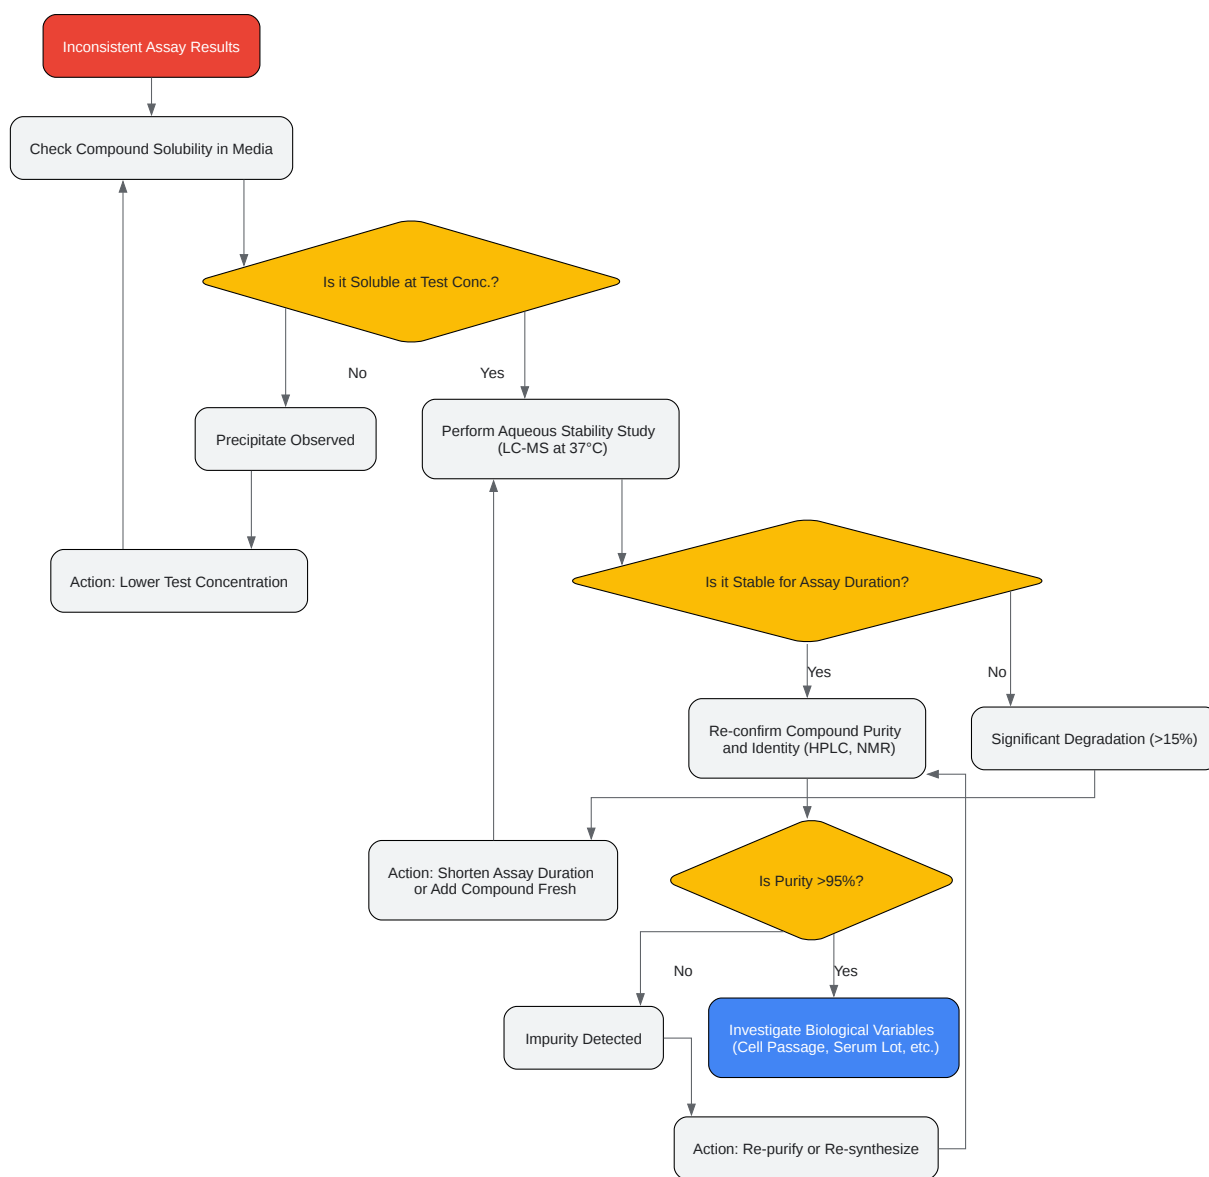 Inconsistent Assay Results
Check Compound Solubility in Media
Is it Soluble at Test Conc.?
No
Yes
Precipitate Observed
Perform Aqueous Stability Study
(LC-MS at 37°C)
Action: Lower Test Concentration
Is it Stable for Assay Duration?
Yes
No
Re-confirm Compound Purity
and Identity (HPLC, NMR)
Significant Degradation (>15%)
Action: Shorten Assay Duration
or Add Compound Fresh
Is Purity >95%?
No
Yes
Impurity Detected
Investigate Biological Variables
(Cell Passage, Serum Lot, etc.)
Action: Re-purify or Re-synthesize